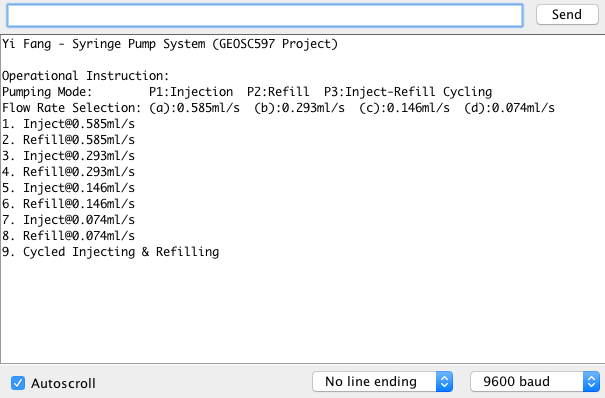 Send
Yi Fang - Syringe Pump System (GEOSC597 Project)
Operational Instruction:
Pumping Mode: P1:Injection P2:Refill P3:Inject-Refill Cycling
Flow Rate Selection: (a):0.585ml/s (b):0.293ml/s (c):0.146ml/s (d):0.074ml/s
1. Inject@0.585ml/s
2. Refill@0.585ml/s
3. Inject@0.293ml/s
4. Refill@0.293ml/s
5. Inject@0.146ml/s
6. Refill@0.146ml/s
7. Inject@0.074ml/s
8. Refill@0.074ml/s
9. Cycled Injecting & Refilling
Autoscroll No line ending 9600 baud